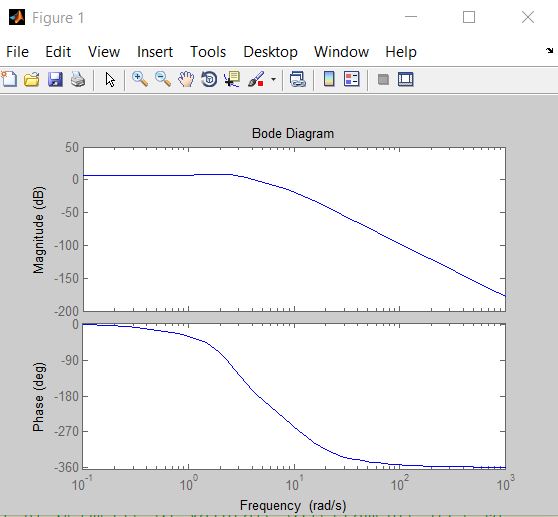 Figure 1
File Edit View Insert Tools Desktop Window Help
Bode Diagram
50
0
-50
-100
-150
-200
Magnitude (dB)
0
-90
-180
-270
-360
Phase (deg)
10^-1 10^0 10^1 10^2 10^3
Frequency (rad/s)